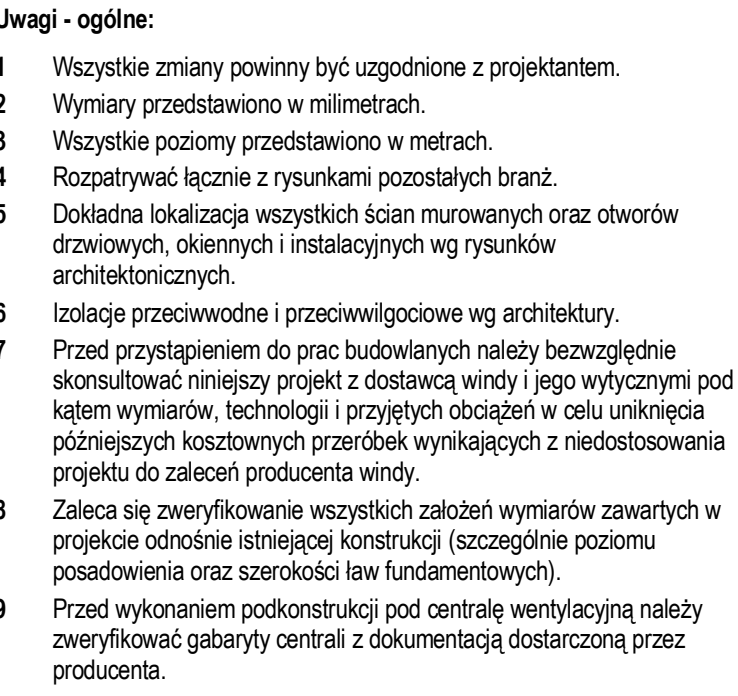 Uwagi - ogólne:
1 Wszystkie zmiany powinny być uzgodnione z projektantem.
2 Wymiary przedstawiono w milimetrach.
3 Wszystkie poziomy przedstawiono w metrach.
4 Rozpatrywać łącznie z rysunkami pozostałych branż.
5 Dokładna lokalizacja wszystkich ścian murowanych oraz otworów
drzwiowych, okiennych i instalacyjnych wg rysunków
architektonicznych.
6 Izolacje przeciwwodne i przeciwwilgociowe wg architektury.
7 Przed przystąpieniem do prac budowlanych należy bezwzględnie
skonsultować niniejszy projekt z dostawcą windy i jego wytycznymi pod
kątem wymiarów, technologii i przyjętych obciążeń w celu uniknięcia
późniejszych kosztownych przeróbek wynikających z niedostosowania
projektu do zaleceń producenta windy.
8 Zaleca się zweryfikowanie wszystkich założeń wymiarów zawartych w
projekcie odnośnie istniejącej konstrukcji (szczególnie poziomu
posadowienia oraz szerokości ław fundamentowych).
9 Przed wykonaniem podkonstrukcji pod centralę wentylacyjną należy
zweryfikować gabaryty centrali z dokumentacją dostarczoną przez
producenta.